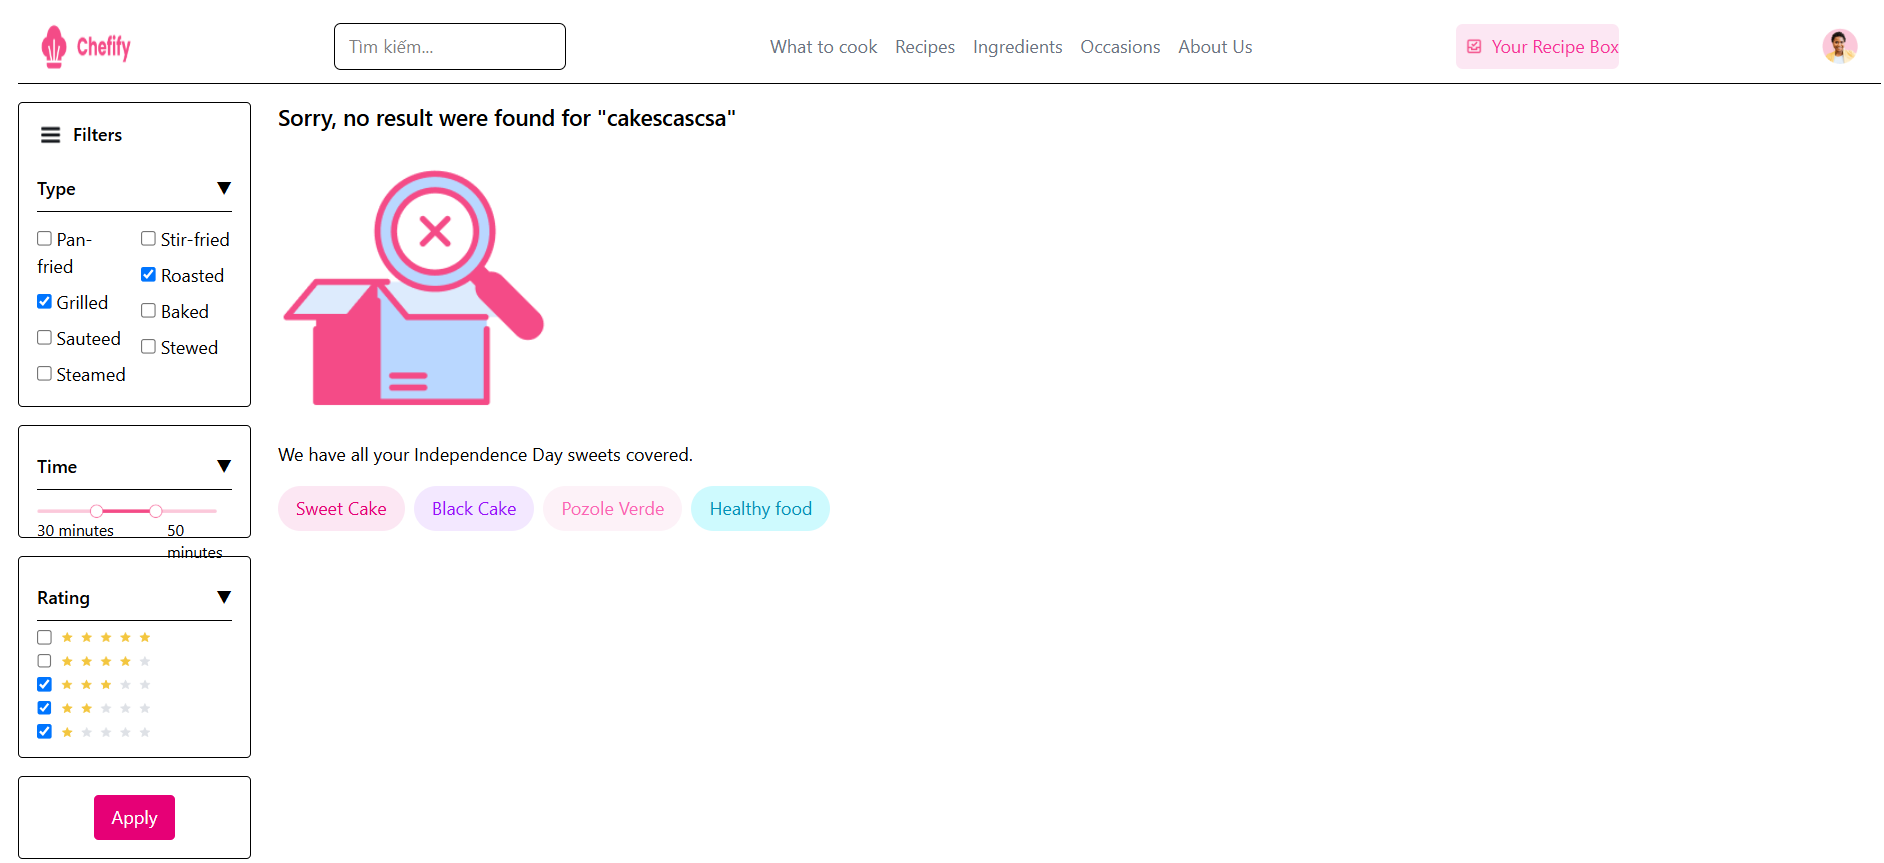 Chefify
Tìm kiếm...
What to cook Recipes Ingredients Occasions About Us
Your Recipe Box
Filters
Type
Pan-
fried
Grilled
Sauteed
Steamed
Stir-fried
Roasted
Baked
Stewed
Time
30 minutes
50
minutes
Rating
Apply
Sorry, no result were found for "cakescascsa"
We have all your Independence Day sweets covered.
Sweet Cake Black Cake Pozole Verde Healthy food